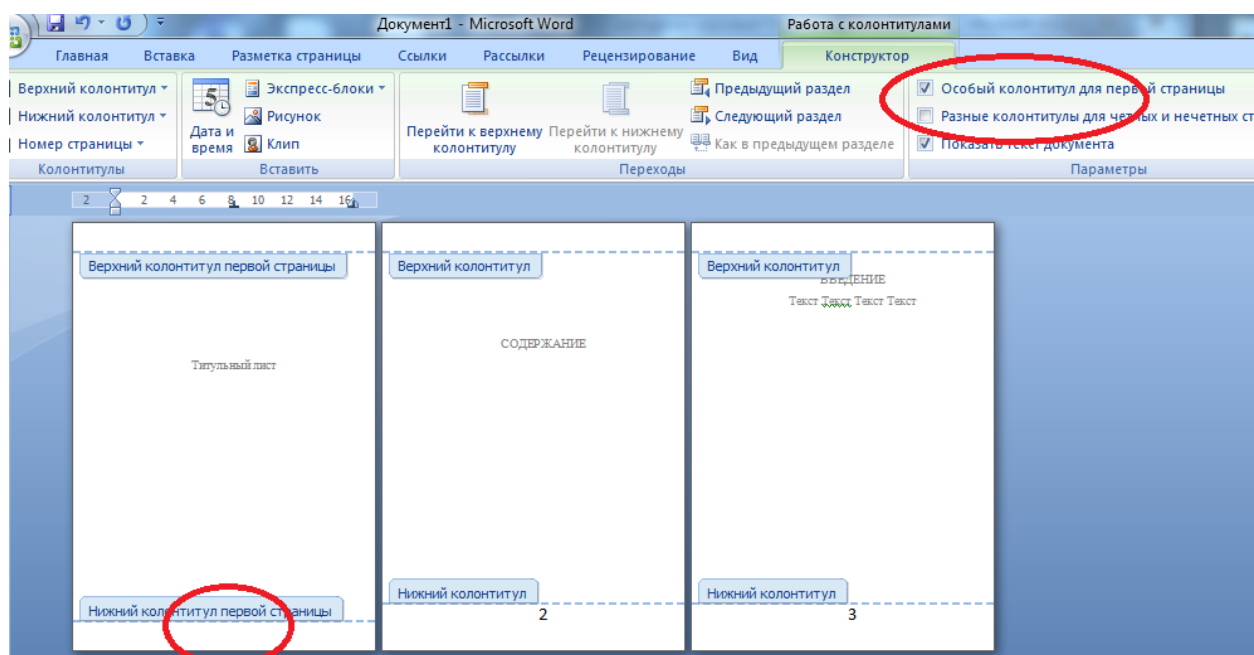 Документ1 - Microsoft Word
Работа с колонтитулами
Главная Вставка Разметка страницы Ссылки Рассылки Рецензирование Вид Конструктор
Верхний колонтитул
Нижний колонтитул
Номер страницы
Колонтитулы
5
Дата и
время
Экспресс-блоки
Рисунок
Клип
Вставить
Перейти к верхнему
колонтитулу
Перейти к нижнему
колонтитулу
Предыдущий раздел
Следующий раздел
Как в предыдущем разделе
Переходы
Особый колонтитул для первой страницы
Разные колонтитулы для четных и нечетных ст
Показать текст документа
Параметры
2 2 4 6 8 10 12 14 16
Верхний колонтитул первой страницы
Титульный лист
Нижний колонтитул первой страницы
Верхний колонтитул
СОДЕРЖАНИЕ
Нижний колонтитул
2
Верхний колонтитул
ВВЕДЕНИЕ
Текст Текст Текст Текст
Нижний колонтитул
3